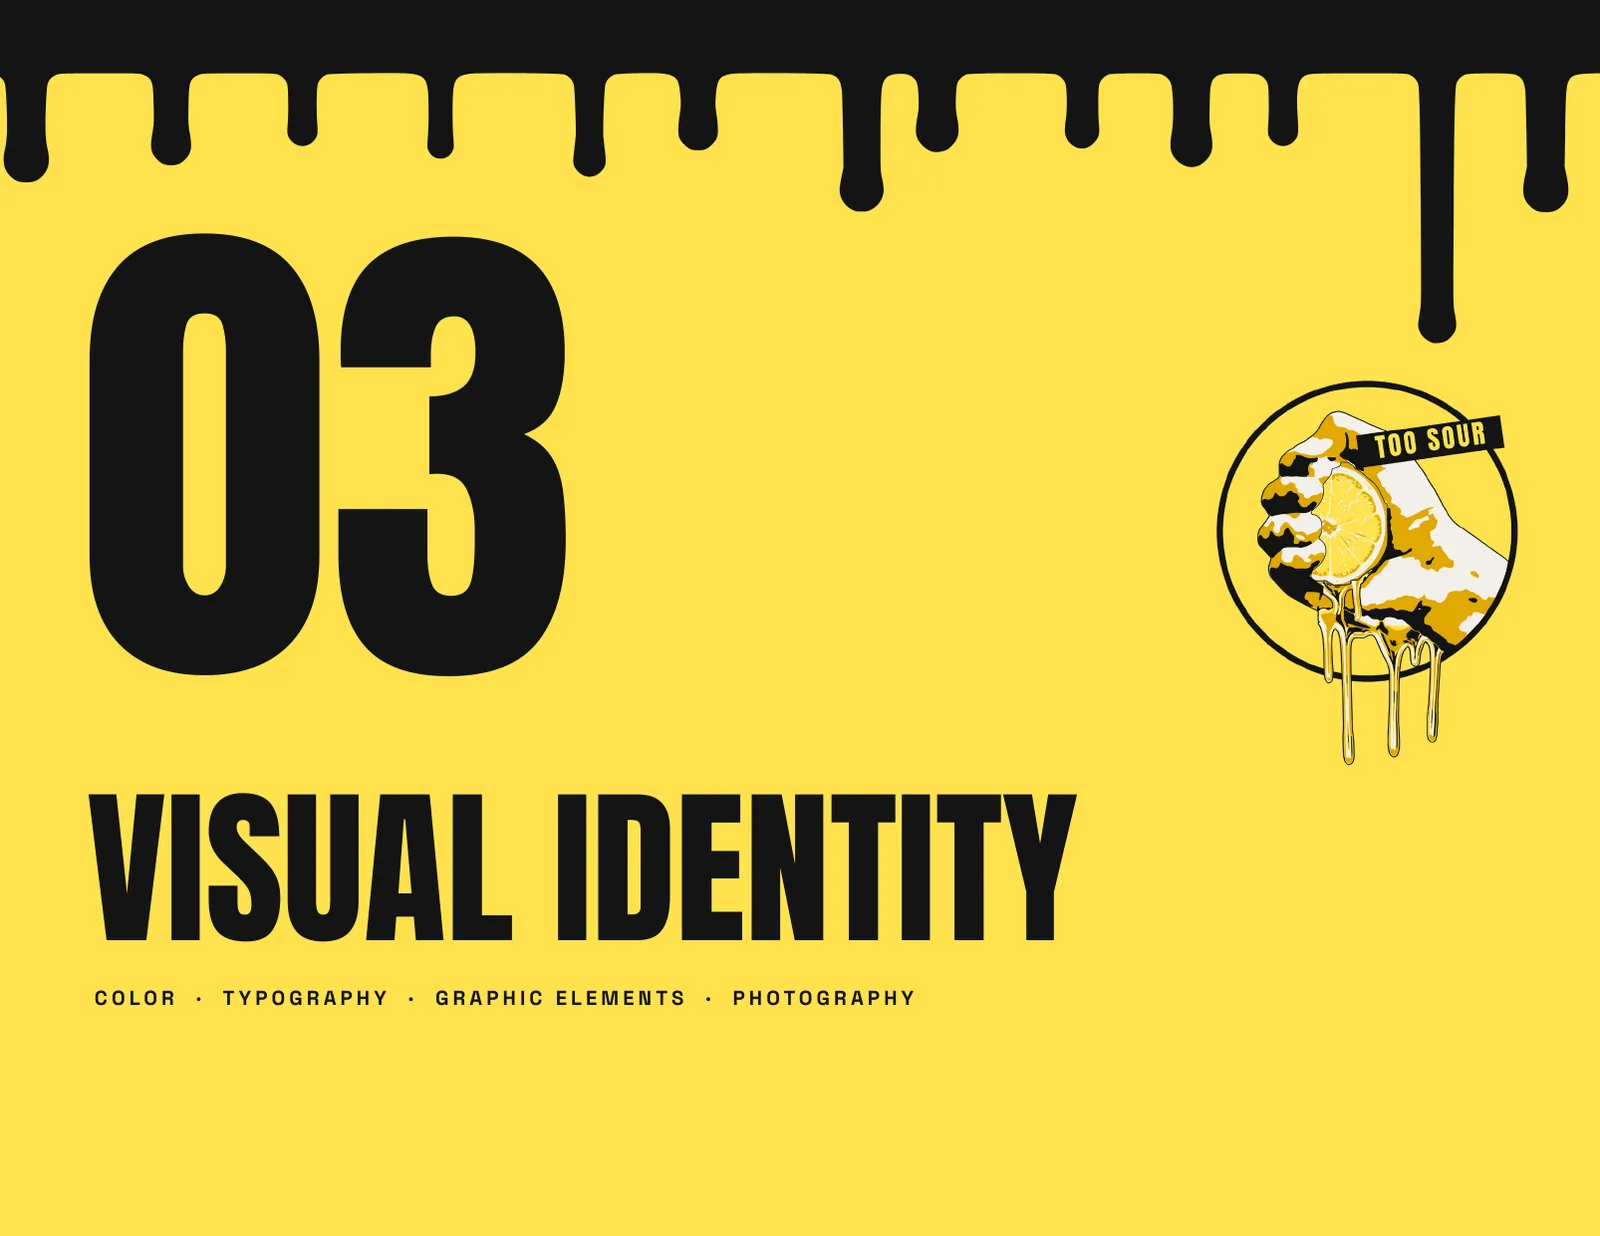 03
TOO SOUR
VISUAL IDENTITY
COLOR · TYPOGRAPHY · GRAPHIC ELEMENTS · PHOTOGRAPHY